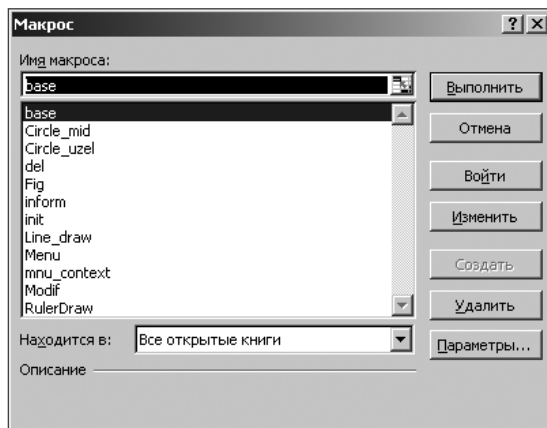 Макрос
Имя макроса:
base
base
Circle_mid
Circle_uzel
del
Fig
inform
init
Line_draw
Menu
mnu_context
Modif
RulerDraw
Находится в:
Все открытые книги
Описание
Выполнить
Отмена
Войти
Изменить
Создать
Удалить
Параметры...